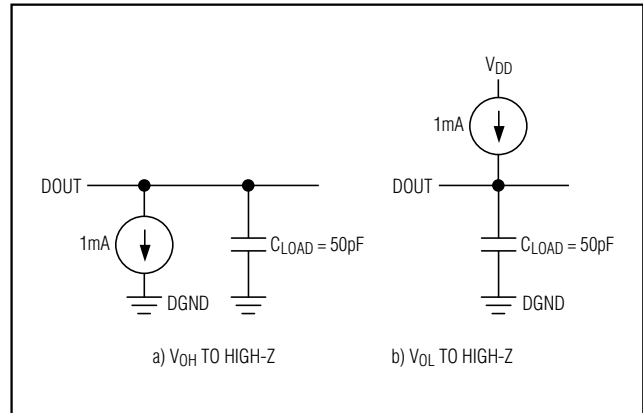 DOUT
1mA
CLOAD = 50pF
DGND
a) VOH TO HIGH-Z
VDD
1mA
DOUT
CLOAD = 50pF
DGND
b) VOL TO HIGH-Z